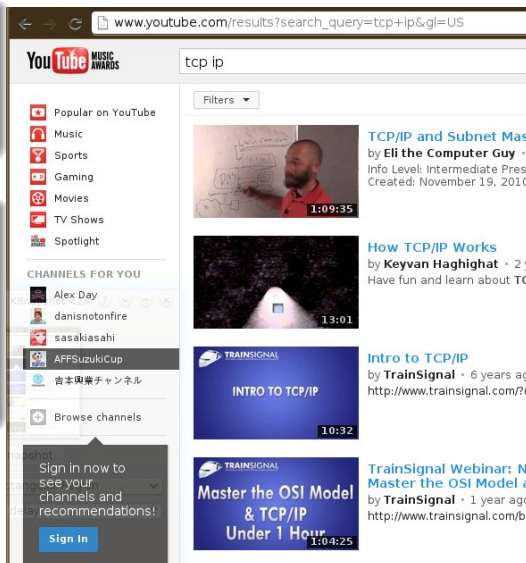 www.youtube.com/results?search_query=tcp+ip&gl=US
YouTube MUSIC AWARDS
tcp ip
Filters
Popular on YouTube
Music
Sports
Gaming
Movies
TV Shows
Spotlight
CHANNELS FOR YOU
Alex Day
danisnotonfire
sasakiasahi
AFFSuzukiCup
吉本興業チャンネル
Browse channels
Sign in now to
see your
channels and
recommendations!
Sign In
TCP/IP and Subnet Mas
by Eli the Computer Guy •
Info Level: Intermediate Pres
Created: November 19, 2010
1:09:35
How TCP/IP Works
by Keyvan Haghighat • 2 y
Have fun and learn about TC
13:01
TRAINSIGNAL
INTRO TO TCP/IP
10:32
Intro to TCP/IP
by TrainSignal • 6 years ag
http://www.trainsignal.com/?u
TRAINSIGNAL
Master the OSI Model
& TCP/IP
Under 1 Hour
1:04:25
TrainSignal Webinar: N
Master the OSI Model a
by TrainSignal • 1 year ago
http://www.trainsignal.com/b